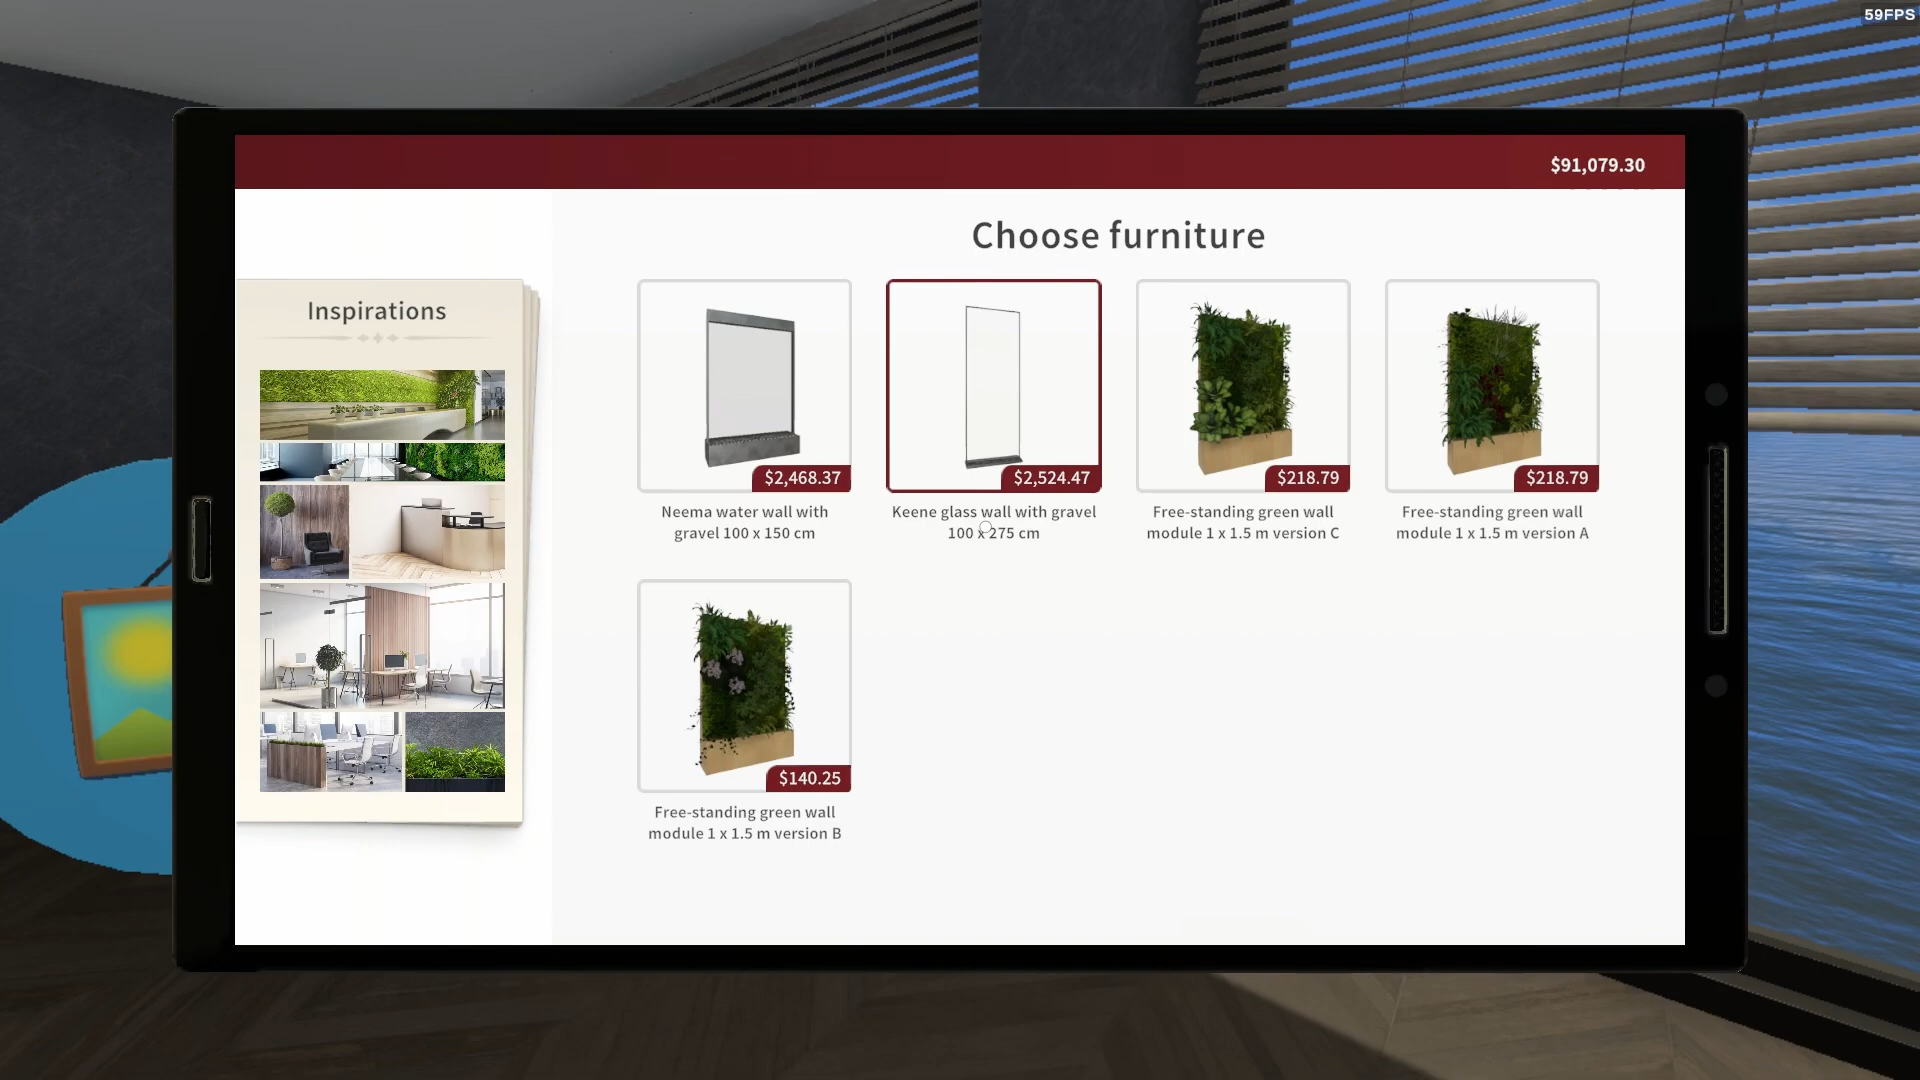 59FPS
$91,079.30
Choose furniture
Inspirations
$2,468.37
$2,524.47
$218.79
$218.79
Neema water wall with
gravel 100 x 150 cm
Keene glass wall with gravel
100 x 275 cm
Free-standing green wall
module 1 x 1.5 m version C
Free-standing green wall
module 1 x 1.5 m version A
$140.25
Free-standing green wall
module 1 x 1.5 m version B